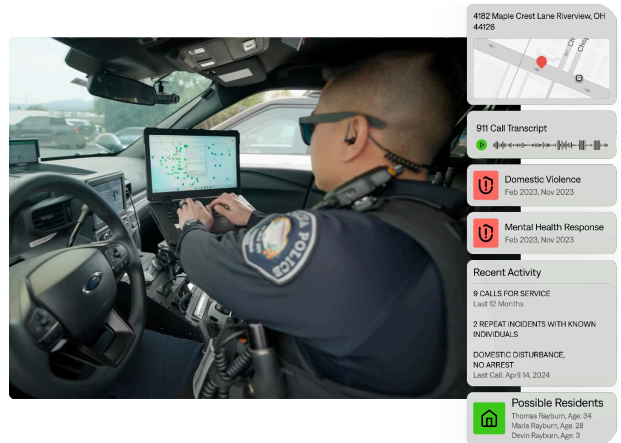 4182 Maple Crest Lane Riverview, OH
44126
911 Call Transcript
Domestic Violence
Feb 2023, Nov 2023
Mental Health Response
Feb 2023, Nov 2023
Recent Activity
9 CALLS FOR SERVICE
Last 12 Months
2 REPEAT INCIDENTS WITH KNOWN
INDIVIDUALS
DOMESTIC DISTURBANCE,
NO ARREST
Last Call: April 14, 2024
Possible Residents
Thomas Rayburn, Age: 34
Maria Rayburn, Age: 28
Devin Rayburn, Age: 3
POLICE
Ford